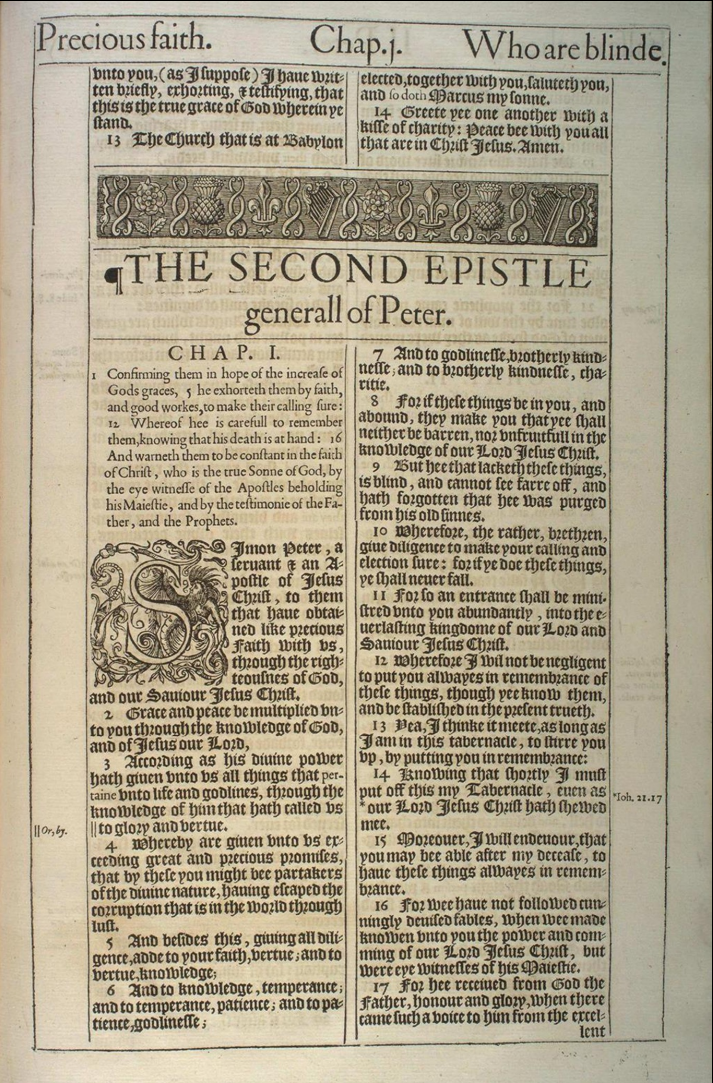 Precious faith. Chap.j. Who are blinde.
vnto you, (as I suppose) I haue writ-
ten briefly, exhorting, & testifying, that
this is the true grace of God wherein ye
stand.
13 The Church that is at Babylon
elected, together with you, saluteth you,
and so doth Marcus my sonne.
14 Greete yee one another with a
kisse of charity: Peace bee with you all
that are in Christ Jesus. Amen.
¶THE SECOND EPISTLE
generall of Peter.
CHAP. I.
1 Confirming them in hope of the increase of
Gods graces, 5 he exhorteth them by faith,
and good workes, to make their calling sure:
12 Whereof hee is carefull to remember
them, knowing that his death is at hand: 16
And warneth them to be constant in the faith
of Christ, who is the true Sonne of God, by
the eye witnesse of the Apostles beholding
his Maiestie, and by the testimonie of the Fa-
ther, and the Prophets.
SImon Peter, a
seruant & an A-
postle of Jesus
Christ, to them
that haue obtai-
ned like precious
Faith with vs,
through the righ-
teousnes of God,
and our Sauiour Jesus Christ.
2 Grace and peace be multiplied vn-
to you through the knowledge of God,
and of Jesus our Lord,
3 According as his diuine power
hath giuen vnto vs all things that per-
taine vnto life and godlines, through the
knowledge of him that hath called vs
||to glory and vertue.
||Or, by.
4 Whereby are giuen vnto vs ex-
ceeding great and precious promises,
that by these you might bee partakers
of the diuine nature, hauing escaped the
corruption that is in the world through
lust.
5 And besides this, giuing all dili-
gence, adde to your faith, vertue; and to
vertue, knowledge;
6 And to knowledge, temperance;
and to temperance, patience; and to pa-
tience, godlinesse;
7 And to godlinesse, brotherly kind-
nesse; and to brotherly kindnesse, cha-
ritie.
8 For if these things be in you, and
abound, they make you that yee shall
neither be barren, nor vnfruitfull in the
knowledge of our Lord Jesus Christ.
9 But hee that lacketh these things,
is blind, and cannot see farre off, and
hath forgotten that hee was purged
from his old sinnes.
10 Wherefore, the rather, brethren,
giue diligence to make your calling and
election sure: for if ye doe these things,
ye shall neuer fall.
11 For so an entrance shall be mini-
stred vnto you abundantly, into the e-
uerlasting kingdome of our Lord and
Sauiour Jesus Christ.
12 Wherefore I wil not be negligent
to put you alwayes in remembrance of
these things, though yee know them,
and be stablished in the present trueth.
13 Yea, I thinke it meete, as long as
I am in this tabernacle, to stirre you
vp, by putting you in remembrance:
14 Knowing that shortly I must
put off this my Tabernacle, euen as
*our Lord Jesus Christ hath shewed
mee.
*Ioh. 21.17
15 Moreouer, I will endeuour, that
you may bee able after my decease, to
haue these things alwayes in remem-
brance.
16 For wee haue not followed cun-
ningly deuised fables, when wee made
knowen vnto you the power and com-
ming of our Lord Jesus Christ, but
were eye witnesses of his Maiestie.
17 For hee receiued from God the
Father, honour and glory, when there
came such a voice to him from the excel-
lent